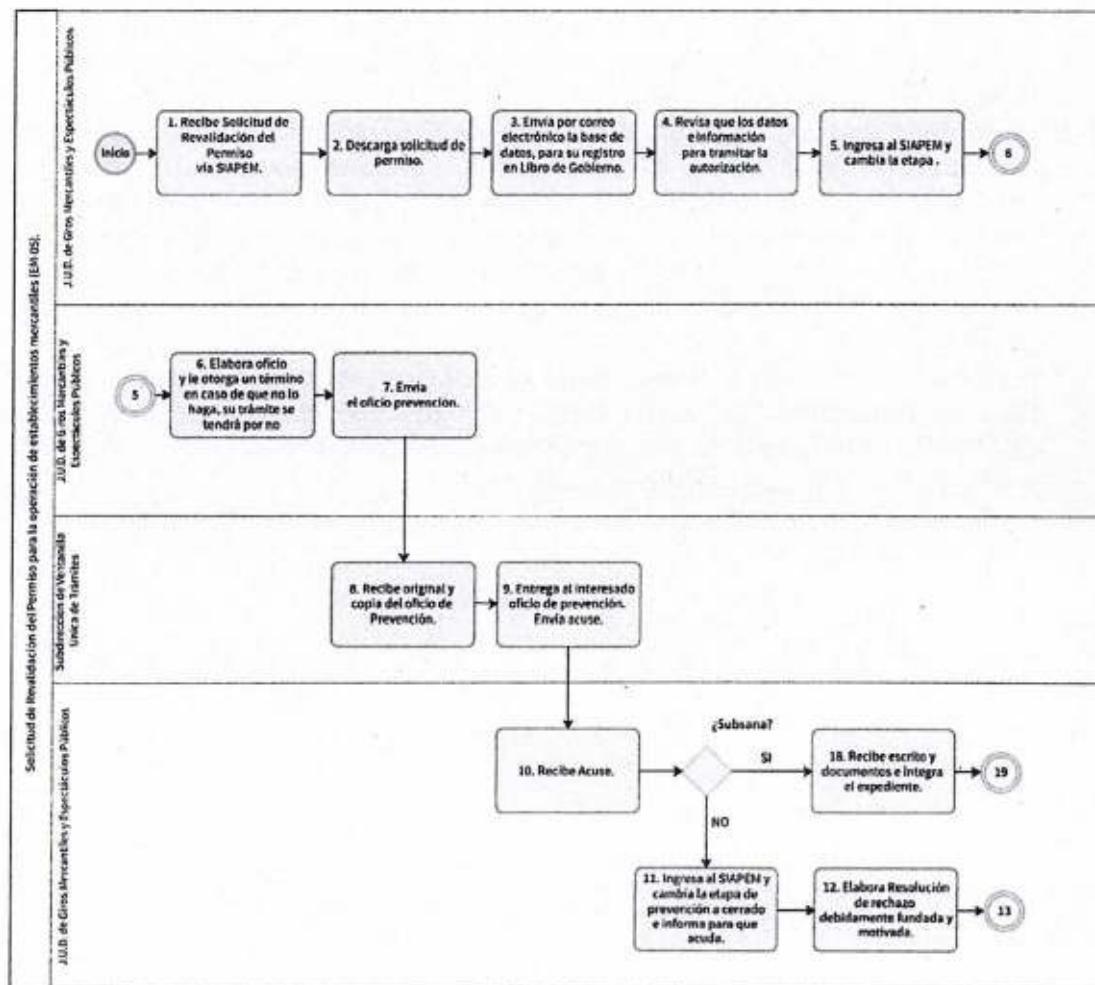 Solicitud de Revalidación del Permiso para la operación de establecimientos mercantiles (EM-05).
J.U.D. de Giros Mercantiles y Espectáculos Públicos
Inicio
1. Recibe Solicitud de
Revalidación del
Permiso
vía SIAPEM.
2. Descarga solicitud de
permiso.
3. Envía por correo
electrónico la base de
datos, para su registro
en Libro de Gobierno.
4. Revisa que los datos
e información
para tramitar la
autorización.
5. Ingresa al SIAPEM y
cambia la etapa .
6
J.U.D. de Giros Mercantiles y
Espectáculos Públicos
5
6. Elabora oficio
y le otorga un término
en caso de que no lo
haga, su trámite se
tendrá por no
7. Envía
el oficio prevención.
Subdirección de Ventanilla
Única de Trámites
8. Recibe original y
copia del oficio de
Prevención.
9. Entrega al interesado
oficio de prevención.
Envía acuse.
J.U.D. de Giros Mercantiles y Espectáculos Públicos
10. Recibe Acuse.
¿Subsana?
SI
18. Recibe escrito y
documentos e integra
el expediente.
19
NO
11. Ingresa al SIAPEM y
cambia la etapa de
prevención a cerrado
e informa para que
acuda.
12. Elabora Resolución
de rechazo
debidamente fundada y
motivada.
13